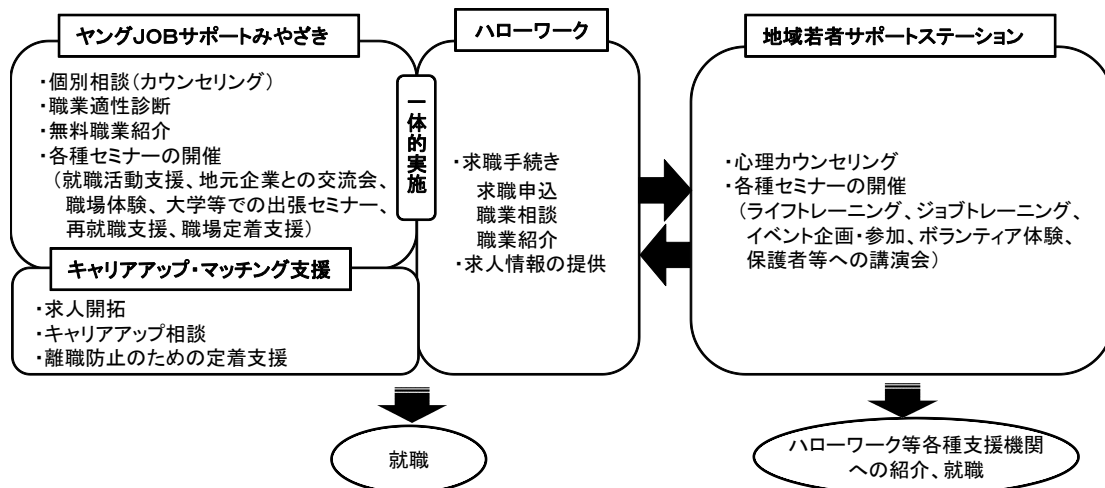 ヤングJOBサポートみやざき
・個別相談(カウンセリング)
・職業適性診断
・無料職業紹介
・各種セミナーの開催
(就職活動支援、地元企業との交流会、
職場体験、大学等での出張セミナー、
再就職支援、職場定着支援)
キャリアアップ・マッチング支援
・求人開拓
・キャリアアップ相談
・離職防止のための定着支援
一体的実施
ハローワーク
・求職手続き
求職申込
職業相談
職業紹介
・求人情報の提供
地域若者サポートステーション
・心理カウンセリング
・各種セミナーの開催
(ライフトレーニング、ジョブトレーニング、
イベント企画・参加、ボランティア体験、
保護者等への講演会)
就職
ハローワーク等各種支援機関
への紹介、就職